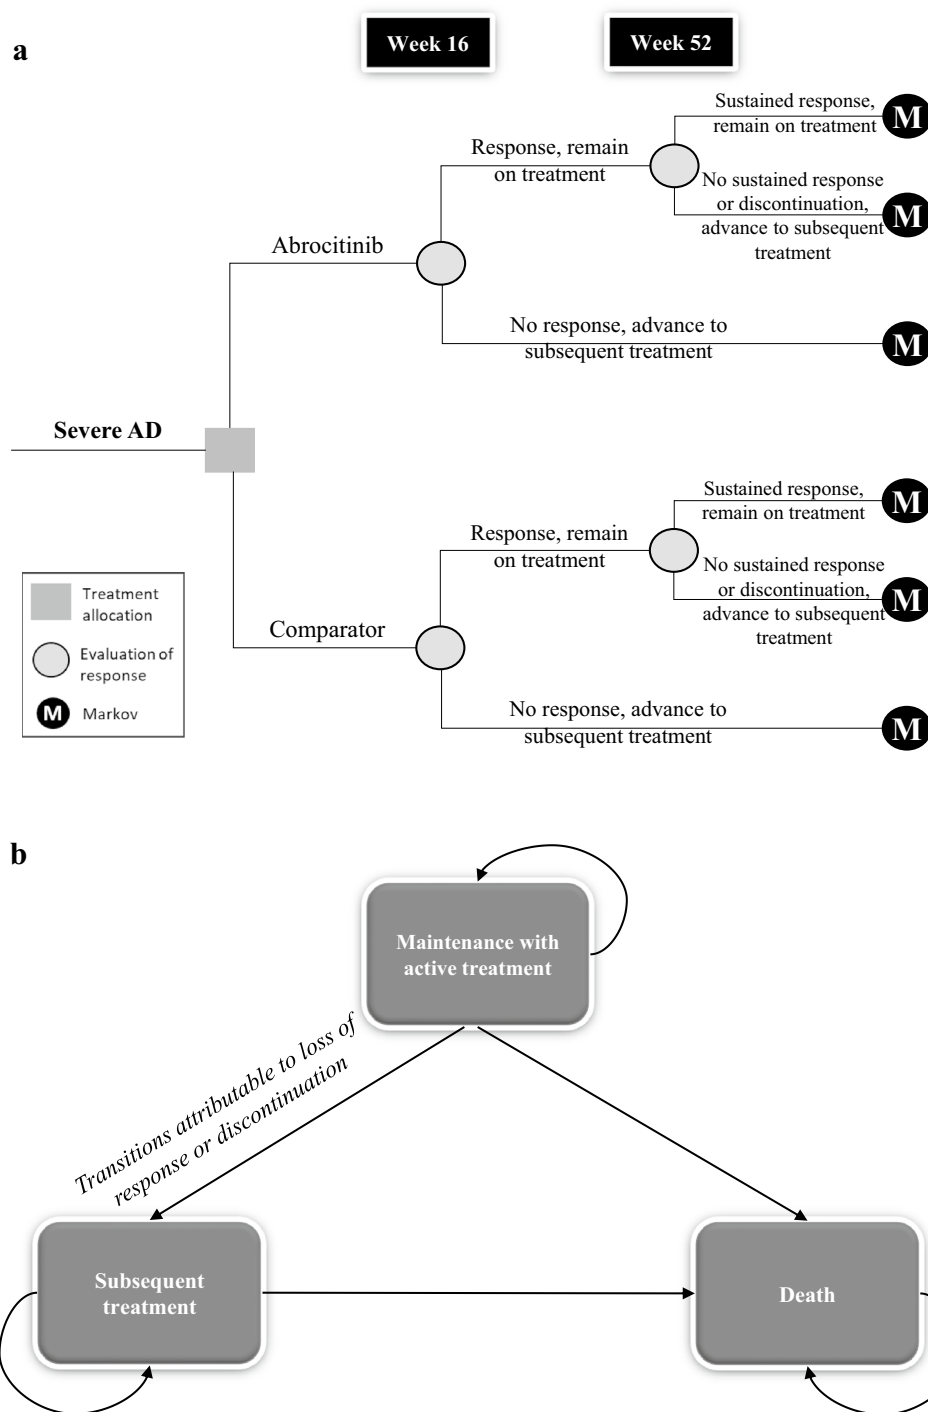 a
Week 16
Week 52
Sustained response,
remain on treatment
M
Response, remain
on treatment
No sustained response
or discontinuation,
advance to subsequent
treatment
M
Abrocitinib
No response, advance to
subsequent treatment
M
Severe AD
Sustained response,
remain on treatment
M
Response, remain
on treatment
No sustained response
or discontinuation,
advance to subsequent
treatment
M
Comparator
No response, advance to
subsequent treatment
M
Treatment
allocation
Evaluation of
response
M
Markov
b
Maintenance with
active treatment
Transitions attributable to loss of
response or discontinuation
Subsequent
treatment
Death